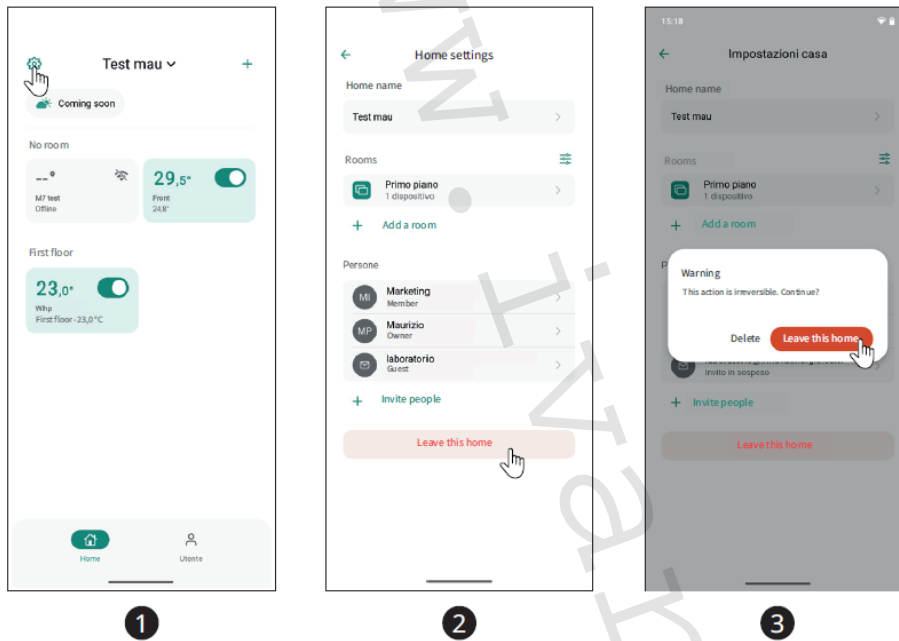 Test mau
Coming soon
No room
--°
M7 test
Offline
29,5°
Front
24,8°
First floor
23,0°
Wihp
First floor - 23,0°C
Home
Utente
1
Home settings
Home name
Test mau
Rooms
Primo piano
1 dispositivo
+ Add a room
Persone
MI
Marketing
Member
MP
Maurizio
Owner
laboratorio
Guest
+ Invite people
Leave this home
2
15:18
Impostazioni casa
Home name
Test mau
Rooms
Primo piano
1 dispositivo
+ Add a room
P
Warning
This action is irreversible. Continue?
Delete
Leave this home
Invito in sospeso
+ Invite people
Leave this home
3